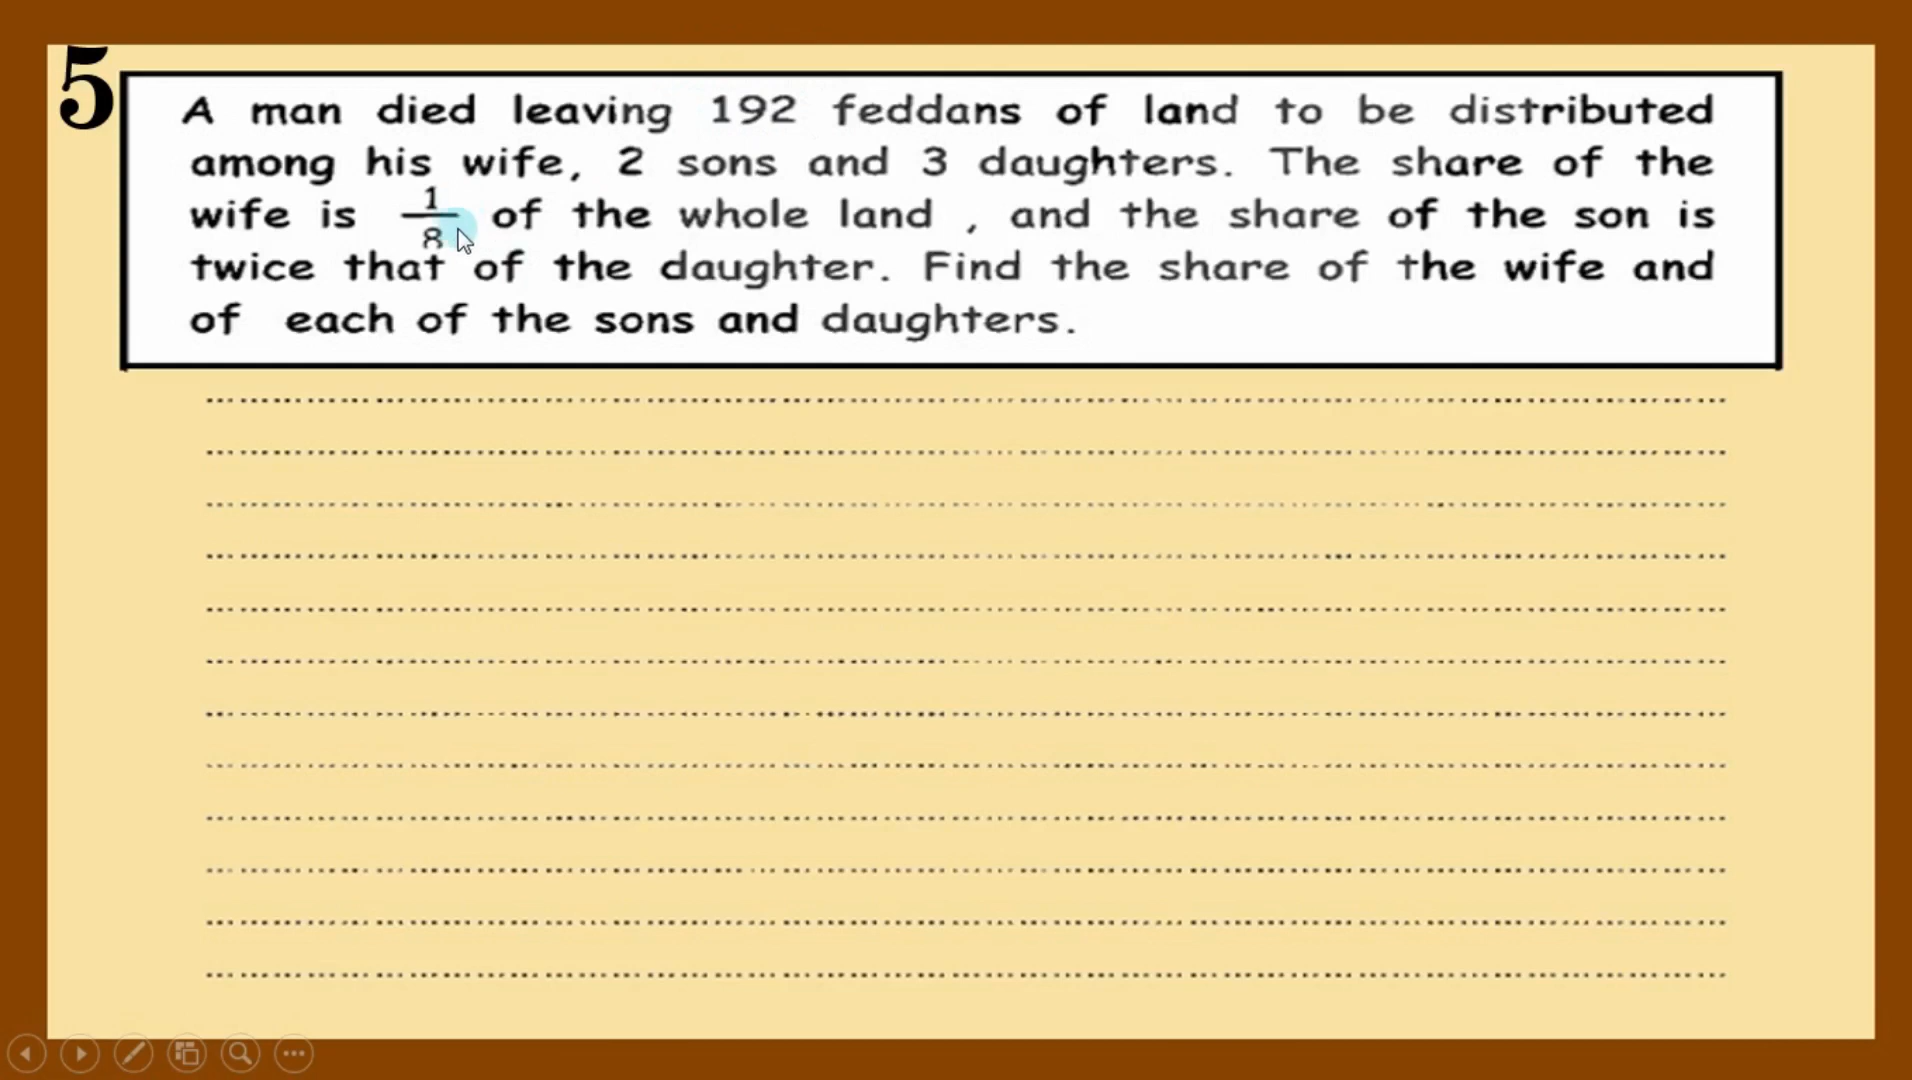 5
A man died leaving 192 feddans of land to be distributed
among his wife, 2 sons and 3 daughters. The share of the
wife is 1/8 of the whole land , and the share of the son is
twice that of the daughter. Find the share of the wife and
of each of the sons and daughters.